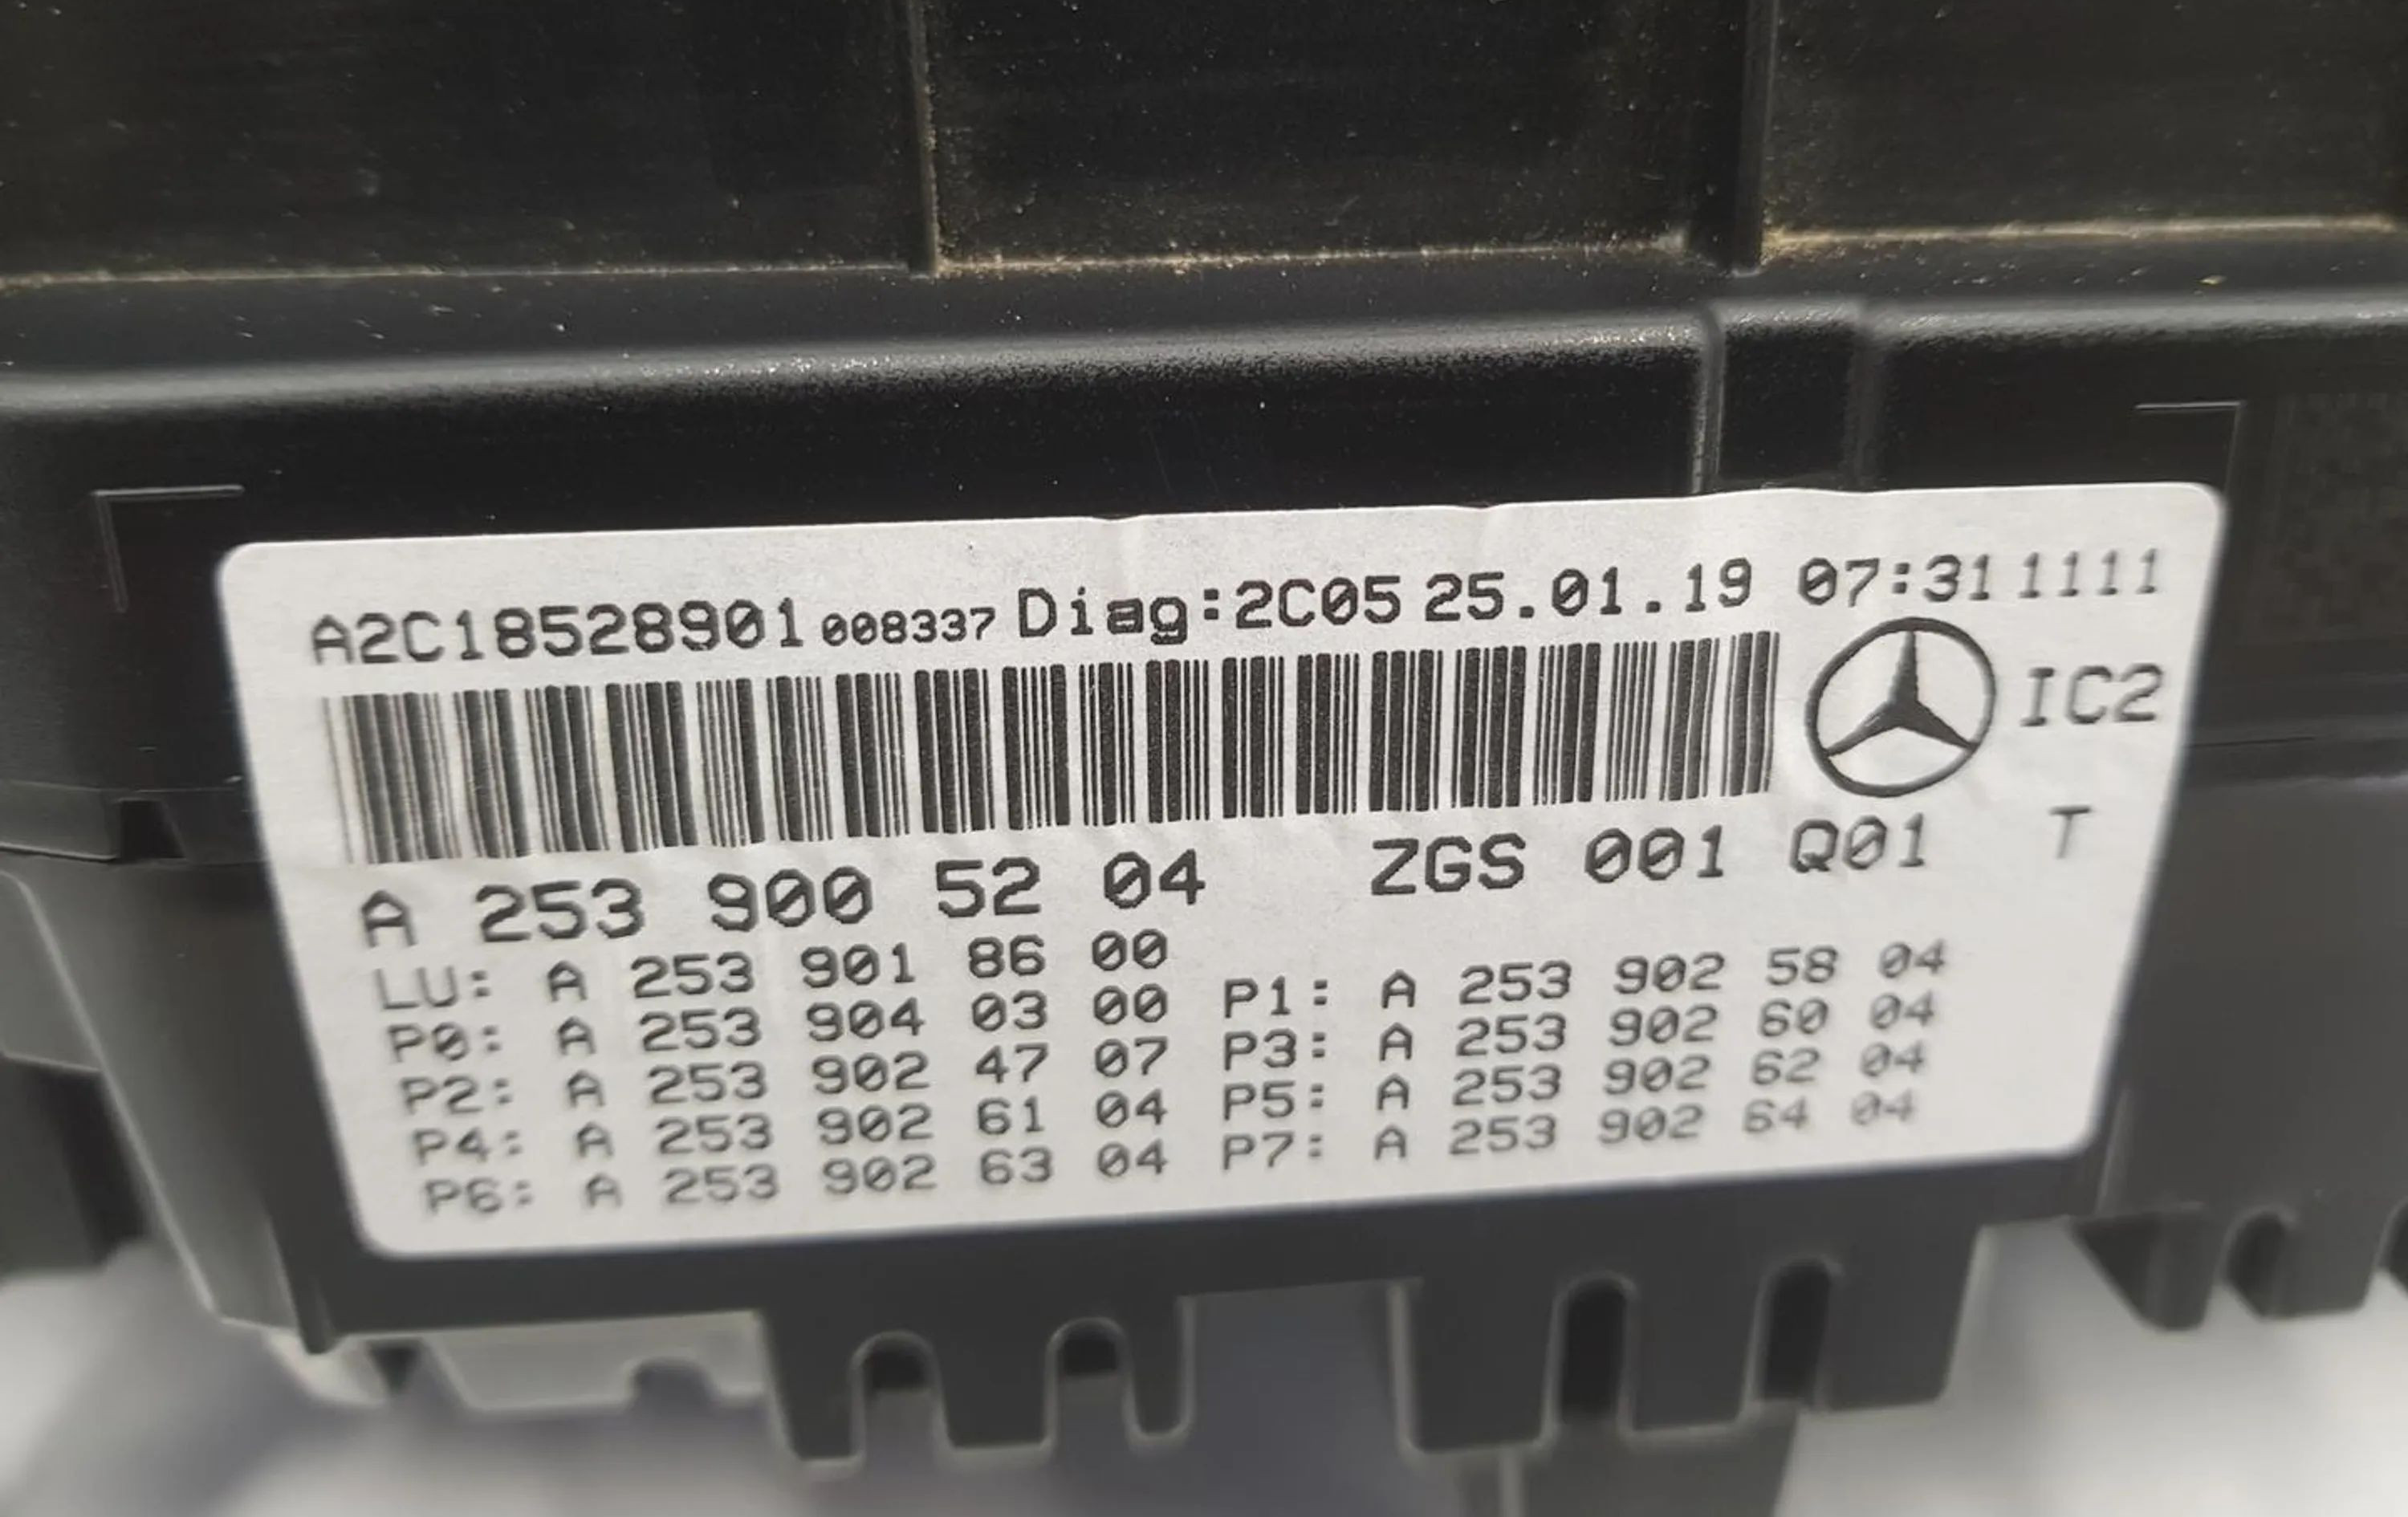 A2C18528901 008337 Diag:2C05 25.01.19 07:31 1111
IC2
A 253 900 52 04 ZGS 001 Q01 T
LU: A 253 901 86 00
P0: A 253 904 03 00 P1: A 253 902 58 04
P2: A 253 902 47 07 P3: A 253 902 60 04
P4: A 253 902 61 04 P5: A 253 902 62 04
P6: A 253 902 63 04 P7: A 253 902 64 04